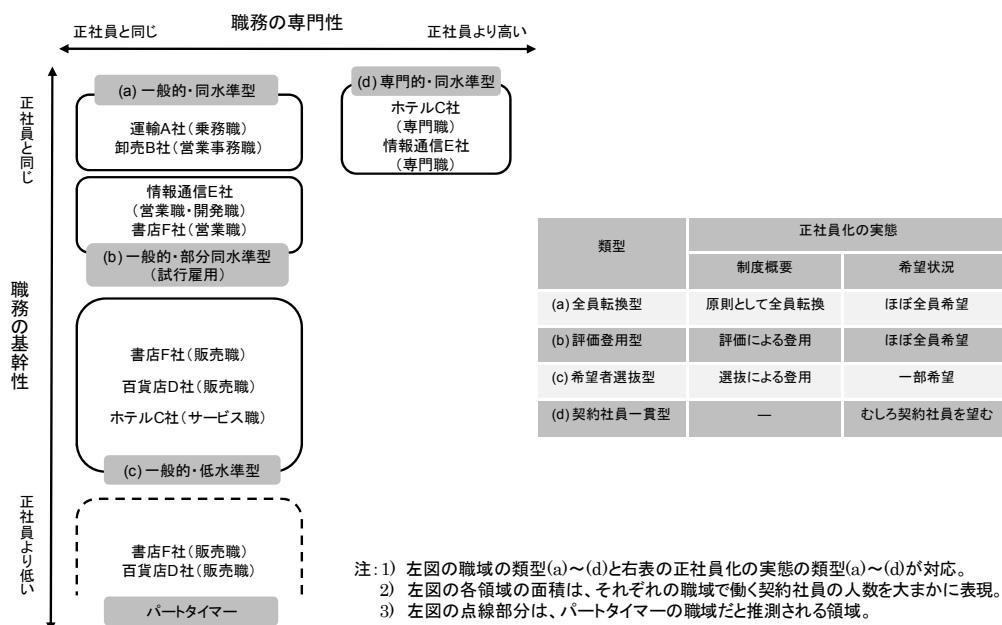 職務の専門性
正社員と同じ
正社員より高い
職務の基幹性
正社員と同じ
正社員より低い
(a) 一般的・同水準型
運輸A社(乗務職)
卸売B社(営業事務職)
(d) 専門的・同水準型
ホテルC社
(専門職)
情報通信E社
(専門職)
情報通信E社
(営業職・開発職)
書店F社(営業職)
(b) 一般的・部分同水準型
(試行雇用)
書店F社(販売職)
百貨店D社(販売職)
ホテルC社(サービス職)
(c) 一般的・低水準型
書店F社(販売職)
百貨店D社(販売職)
パートタイマー
類型
正社員化の実態
制度概要
希望状況
(a) 全員転換型
原則として全員転換
ほぼ全員希望
(b) 評価登用型
評価による登用
ほぼ全員希望
(c) 希望者選抜型
選抜による登用
一部希望
(d) 契約社員一貫型
―
むしろ契約社員を望む
注:1) 左図の職域の類型(a)~(d)と右表の正社員化の実態の類型(a)~(d)が対応。
2) 左図の各領域の面積は、それぞれの職域で働く契約社員の人数を大まかに表現。
3) 左図の点線部分は、パートタイマーの職域だと推測される領域。